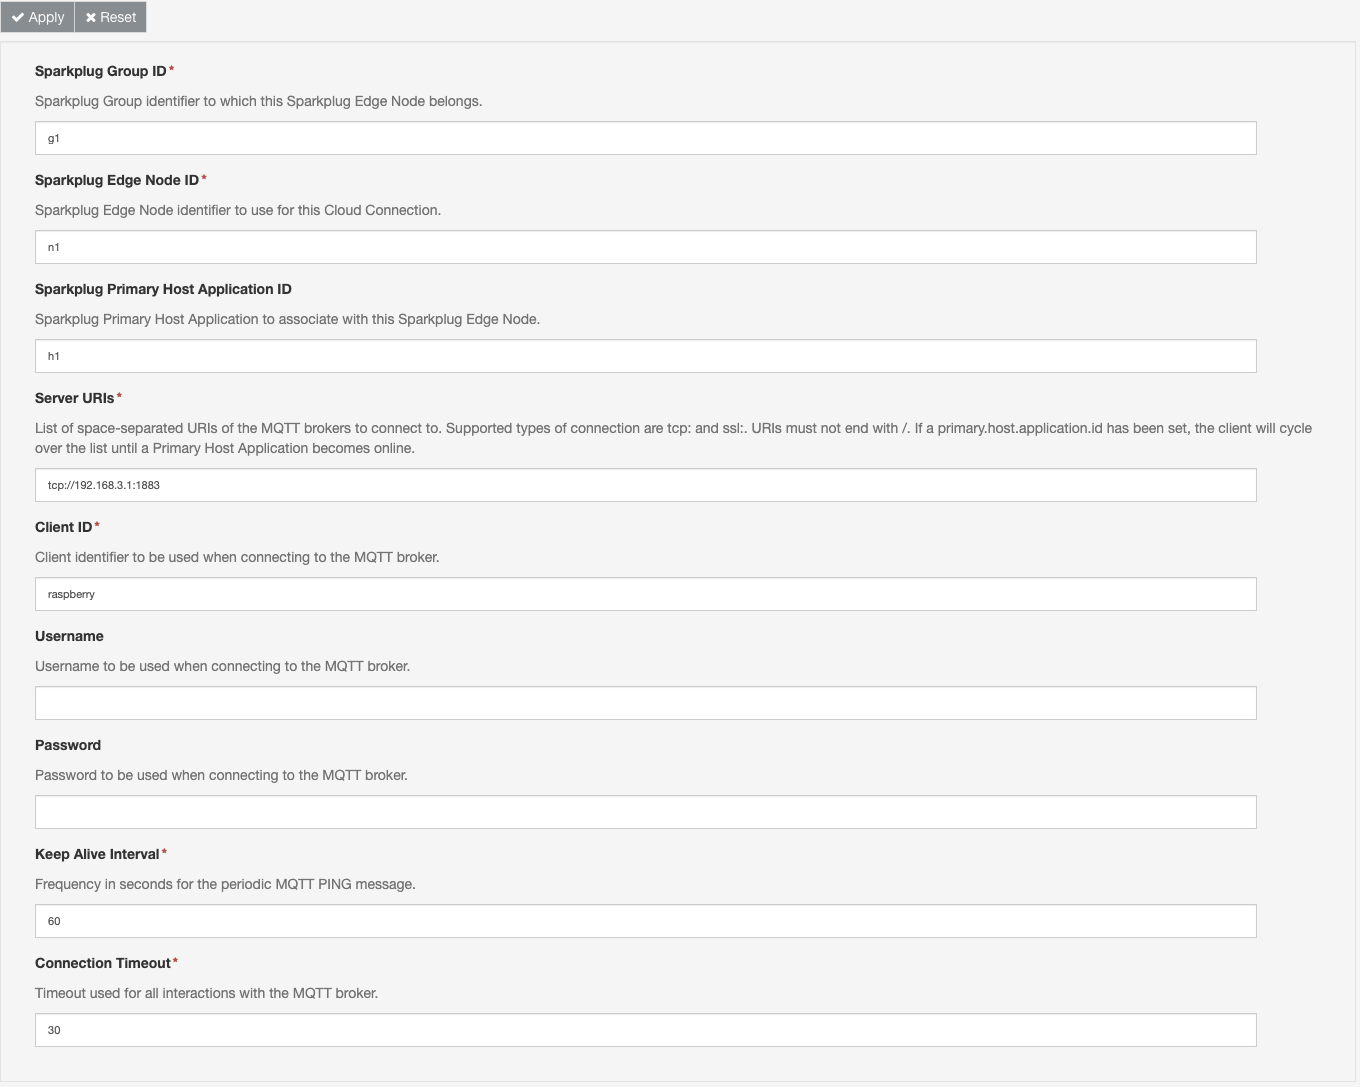 Apply Reset
Sparkplug Group ID*
Sparkplug Group identifier to which this Sparkplug Edge Node belongs.
g1
Sparkplug Edge Node ID*
Sparkplug Edge Node identifier to use for this Cloud Connection.
n1
Sparkplug Primary Host Application ID
Sparkplug Primary Host Application to associate with this Sparkplug Edge Node.
h1
Server URIs*
List of space-separated URIs of the MQTT brokers to connect to. Supported types of connection are tcp: and ssl:. URIs must not end with /. If a primary.host.application.id has been set, the client will cycle
over the list until a Primary Host Application becomes online.
tcp://192.168.3.1:1883
Client ID*
Client identifier to be used when connecting to the MQTT broker.
raspberry
Username
Username to be used when connecting to the MQTT broker.
Password
Password to be used when connecting to the MQTT broker.
Keep Alive Interval*
Frequency in seconds for the periodic MQTT PING message.
60
Connection Timeout*
Timeout used for all interactions with the MQTT broker.
30